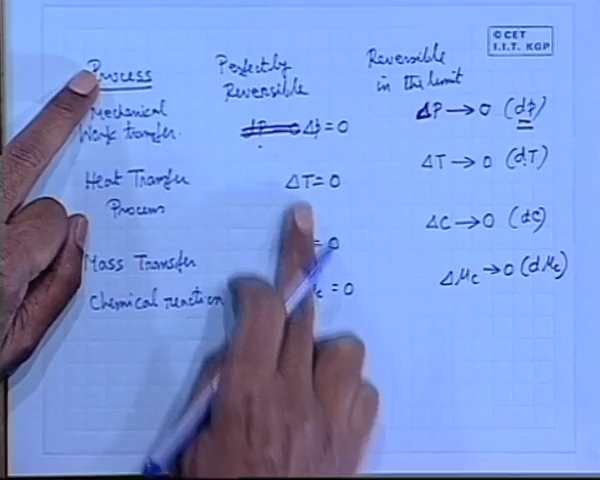 © CET
I.I.T. KGP
Process
Perfectly
Reversible
Reversible
in the limit
Mechanical
Work transfer.
Δp = 0
ΔP → 0 (dp)
Heat Transfer
Process
ΔT = 0
ΔT → 0 (dT)
Mass Transfer
= 0
ΔC → 0 (dC)
Chemical reaction
= 0
Δμc → 0 (dμc)